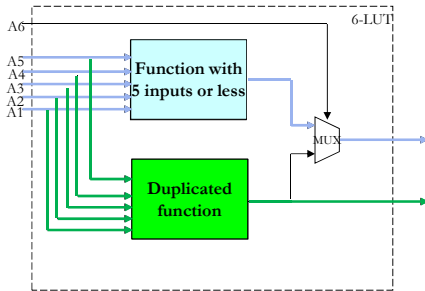 A6
6-LUT
A5
A4
A3
A2
A1
Function with
5 inputs or less
MUX
Duplicated
function